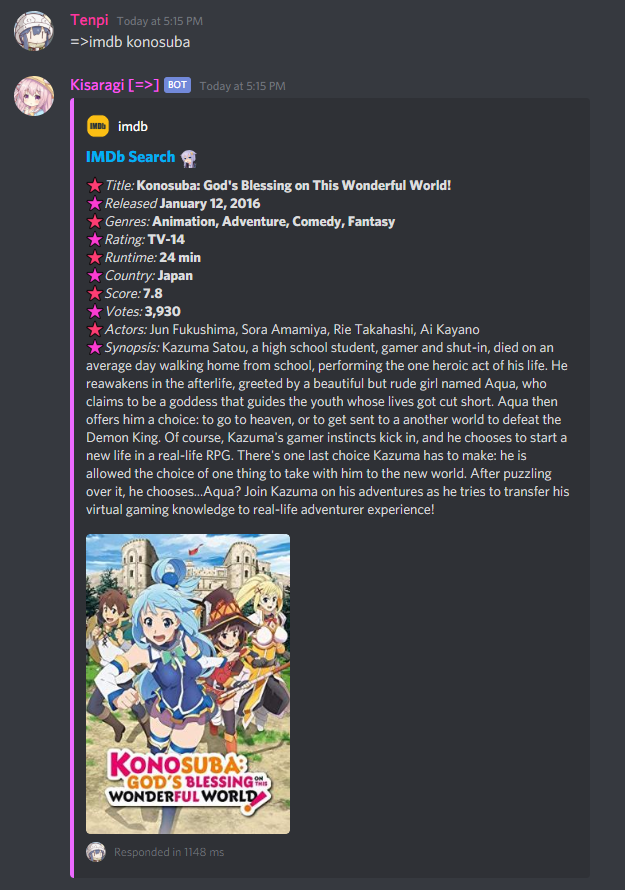 Tenpi Today at 5:15 PM
=>imdb konosuba
Kisaragi [=>] BOT Today at 5:15 PM
IMDb imdb
IMDb Search
Title: Konosuba: God's Blessing on This Wonderful World!
Released January 12, 2016
Genres: Animation, Adventure, Comedy, Fantasy
Rating: TV-14
Runtime: 24 min
Country: Japan
Score: 7.8
Votes: 3,930
Actors: Jun Fukushima, Sora Amamiya, Rie Takahashi, Ai Kayano
Synopsis: Kazuma Satou, a high school student, gamer and shut-in, died on an
average day walking home from school, performing the one heroic act of his life. He
reawakens in the afterlife, greeted by a beautiful but rude girl named Aqua, who
claims to be a goddess that guides the youth whose lives got cut short. Aqua then
offers him a choice: to go to heaven, or to get sent to a another world to defeat the
Demon King. Of course, Kazuma's gamer instincts kick in, and he chooses to start a
new life in a real-life RPG. There's one last choice Kazuma has to make: he is
allowed the choice of one thing to take with him to the new world. After puzzling
over it, he chooses...Aqua? Join Kazuma on his adventures as he tries to transfer his
virtual gaming knowledge to real-life adventurer experience!
KONOSUBA:
GOD'S BLESSING ON THIS
WONDERFUL WORLD!
Responded in 1148 ms